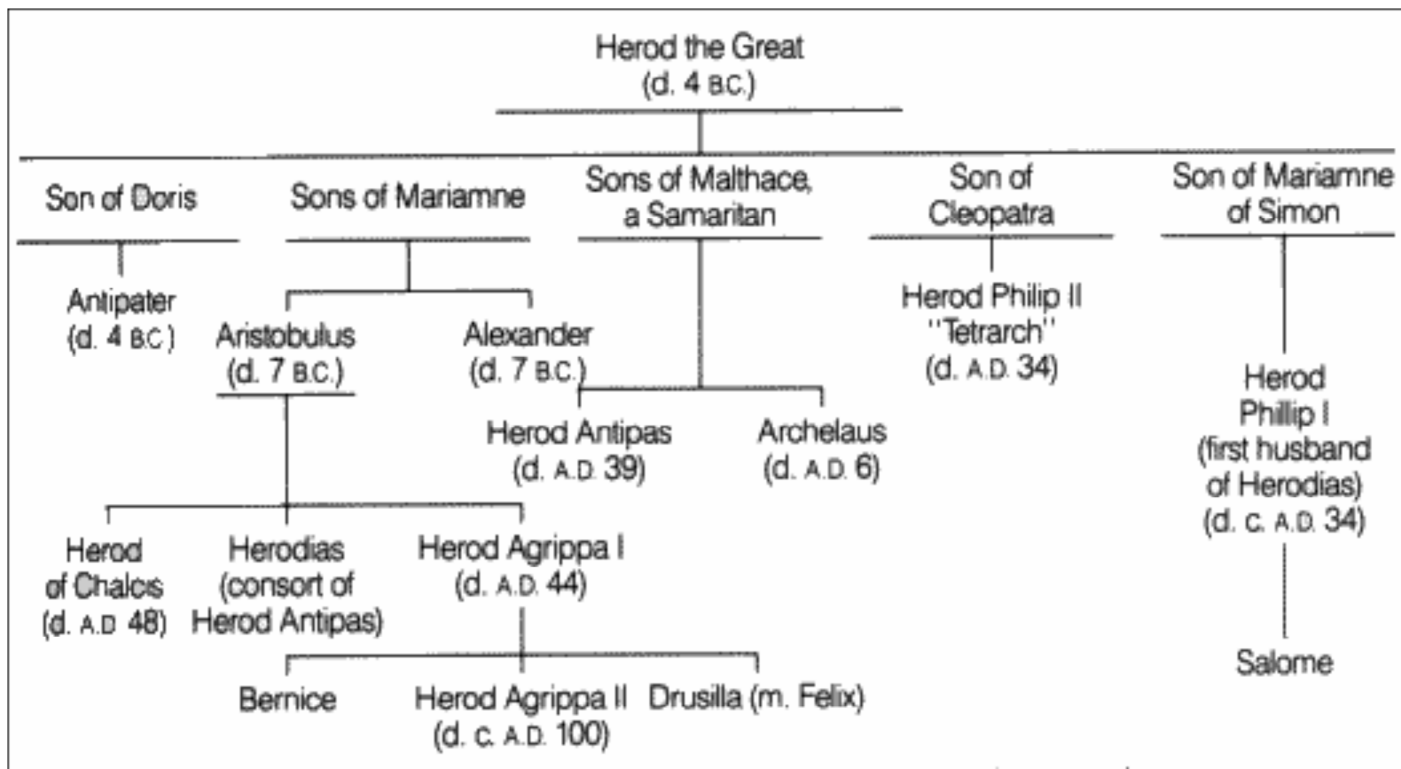 Herod the Great
(d. 4 B.C.)
Son of Doris
Sons of Mariamne
Sons of Malthace,
a Samaritan
Son of
Cleopatra
Son of Mariamne
of Simon
Antipater
(d. 4 B.C)
Aristobulus
(d. 7 B.C.)
Alexander
(d. 7 B.C.)
Herod Philip II
"Tetrarch"
(d. A.D. 34)
Herod Antipas
(d. A.D. 39)
Archelaus
(d. A.D. 6)
Herod
Phillip I
(first husband
of Herodias)
(d. c. A.D. 34)
Herod
of Chalcis
(d. A.D 48)
Herodias
(consort of
Herod Antipas)
Herod Agrippa I
(d. A.D. 44)
Bernice
Herod Agrippa II
(d. c. A.D. 100)
Drusilla (m. Felix)
Salome